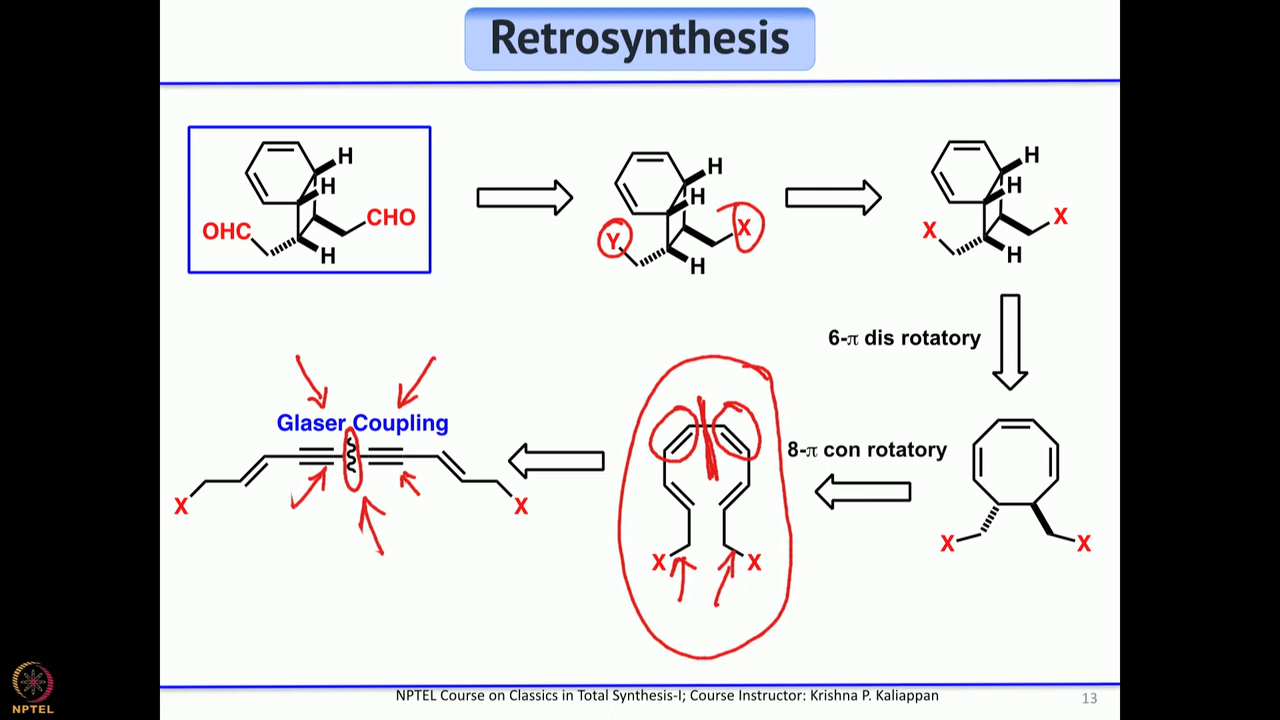 Retrosynthesis
H
H
OHC
CHO
H
H
H
Y
X
H
H
H
X
X
H
6-π dis rotatory
Glaser Coupling
8-π con rotatory
X
X
X
X
X
X
NPTEL Course on Classics in Total Synthesis-I; Course Instructor: Krishna P. Kaliappan
13
NPTEL